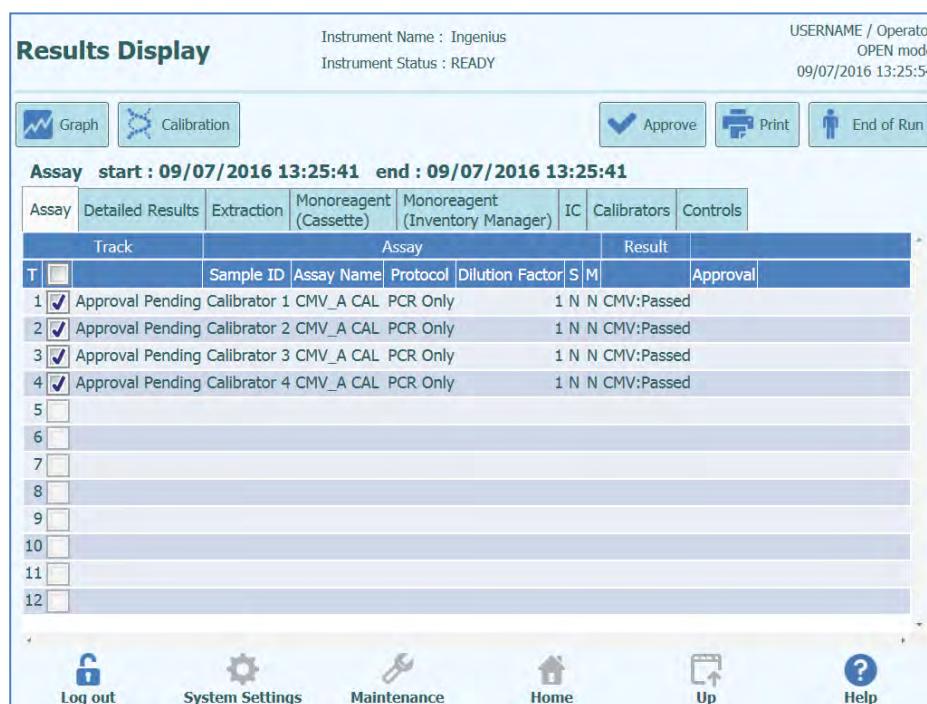 Results Display
Instrument Name : Ingenius
Instrument Status : READY
USERNAME / Operato
OPEN mod
09/07/2016 13:25:54
Graph
Calibration
Approve
Print
End of Run
Assay start : 09/07/2016 13:25:41 end : 09/07/2016 13:25:41
Assay
Detailed Results
Extraction
Monoreagent
(Cassette)
Monoreagent
(Inventory Manager)
IC
Calibrators
Controls
Track Assay Result
T Sample ID Assay Name Protocol Dilution Factor S M Approval
1 Approval Pending Calibrator 1 CMV_A CAL PCR Only 1 N N CMV:Passed
2 Approval Pending Calibrator 2 CMV_A CAL PCR Only 1 N N CMV:Passed
3 Approval Pending Calibrator 3 CMV_A CAL PCR Only 1 N N CMV:Passed
4 Approval Pending Calibrator 4 CMV_A CAL PCR Only 1 N N CMV:Passed
5
6
7
8
9
10
11
12
Log out
System Settings
Maintenance
Home
Up
Help